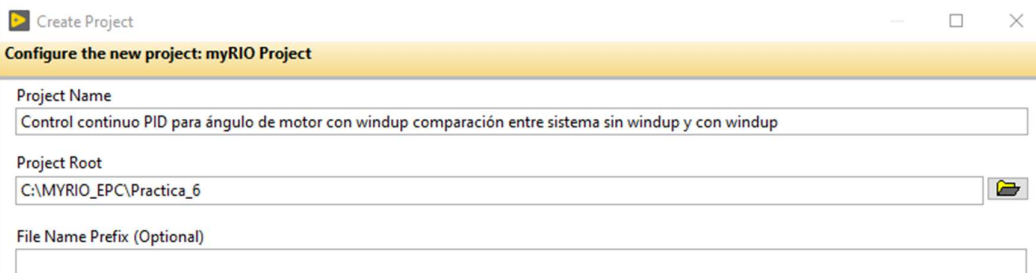 Create Project
Configure the new project: myRIO Project
Project Name
Control continuo PID para ángulo de motor con windup comparación entre sistema sin windup y con windup
Project Root
C:\MYRIO_EPC\Practica_6
File Name Prefix (Optional)